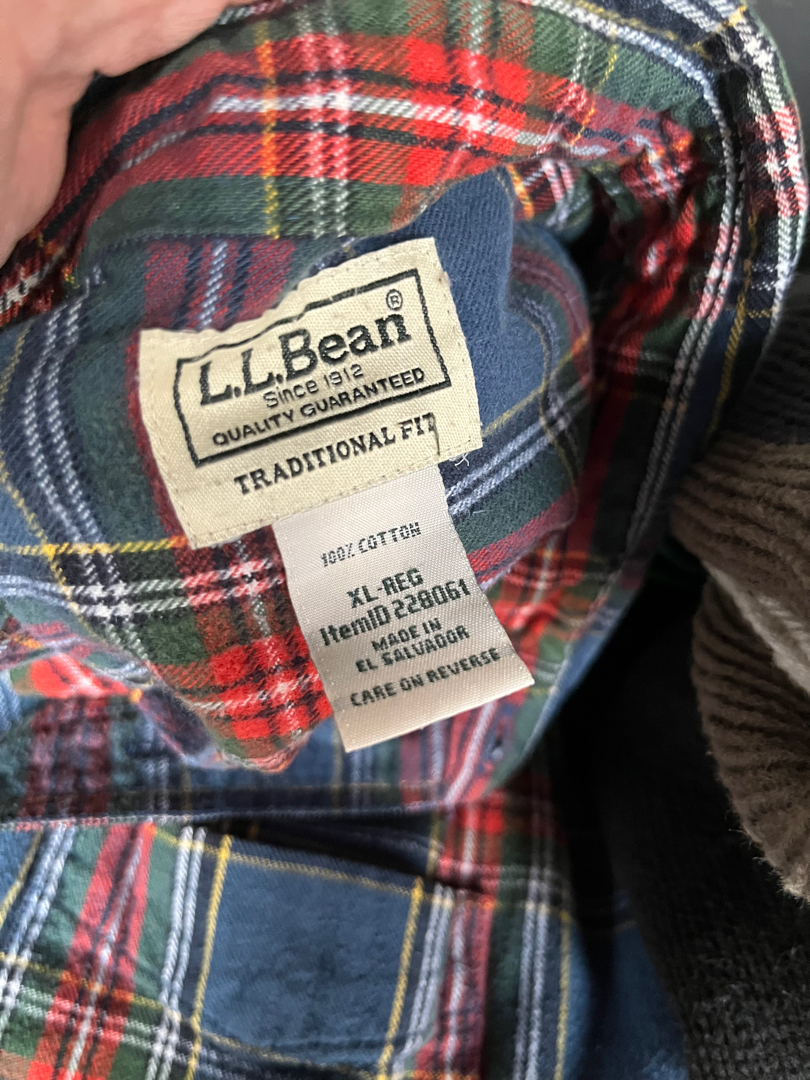 L.L.Bean®
Since 1912
QUALITY GUARANTEED
TRADITIONAL FIT
100% COTTON
XL-REG
ItemID 228061
MADE IN
EL SALVADOR
CARE ON REVERSE